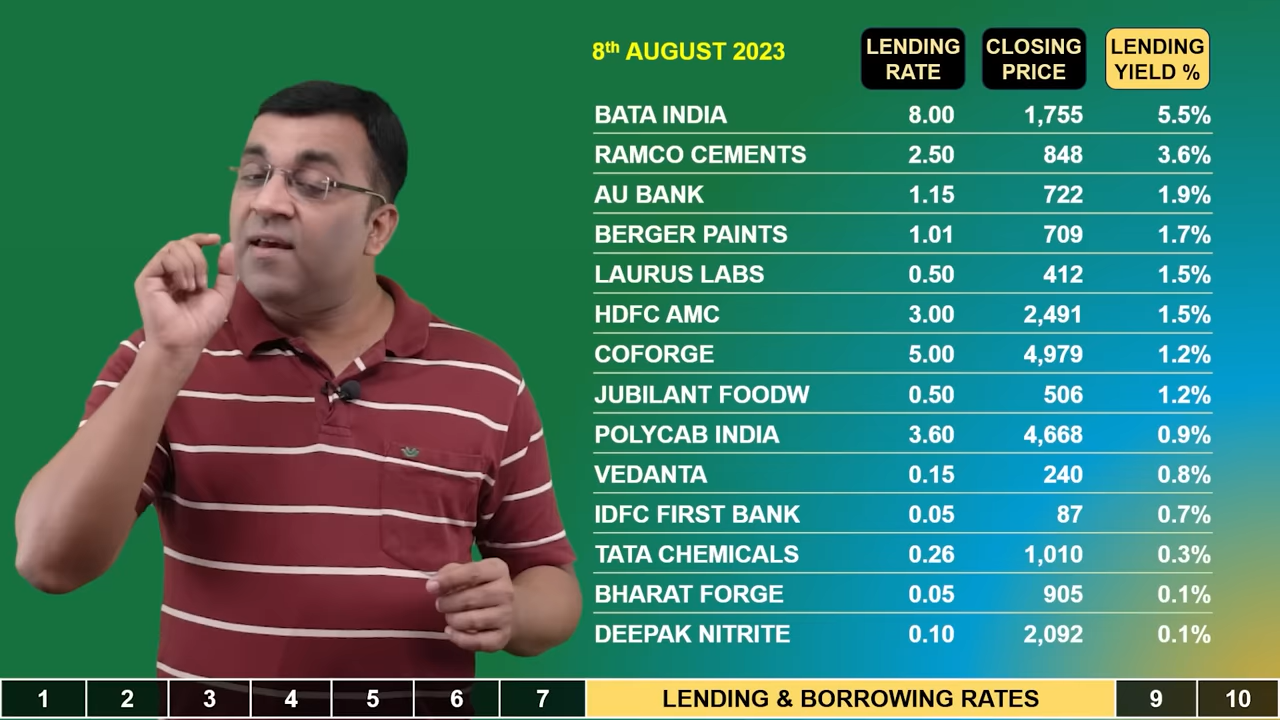 8th AUGUST 2023
LENDING RATE
CLOSING PRICE
LENDING YIELD %
BATA INDIA 8.00 1,755 5.5%
RAMCO CEMENTS 2.50 848 3.6%
AU BANK 1.15 722 1.9%
BERGER PAINTS 1.01 709 1.7%
LAURUS LABS 0.50 412 1.5%
HDFC AMC 3.00 2,491 1.5%
COFORGE 5.00 4,979 1.2%
JUBILANT FOODW 0.50 506 1.2%
POLYCAB INDIA 3.60 4,668 0.9%
VEDANTA 0.15 240 0.8%
IDFC FIRST BANK 0.05 87 0.7%
TATA CHEMICALS 0.26 1,010 0.3%
BHARAT FORGE 0.05 905 0.1%
DEEPAK NITRITE 0.10 2,092 0.1%
1 2 3 4 5 6 7 LENDING & BORROWING RATES 9 10